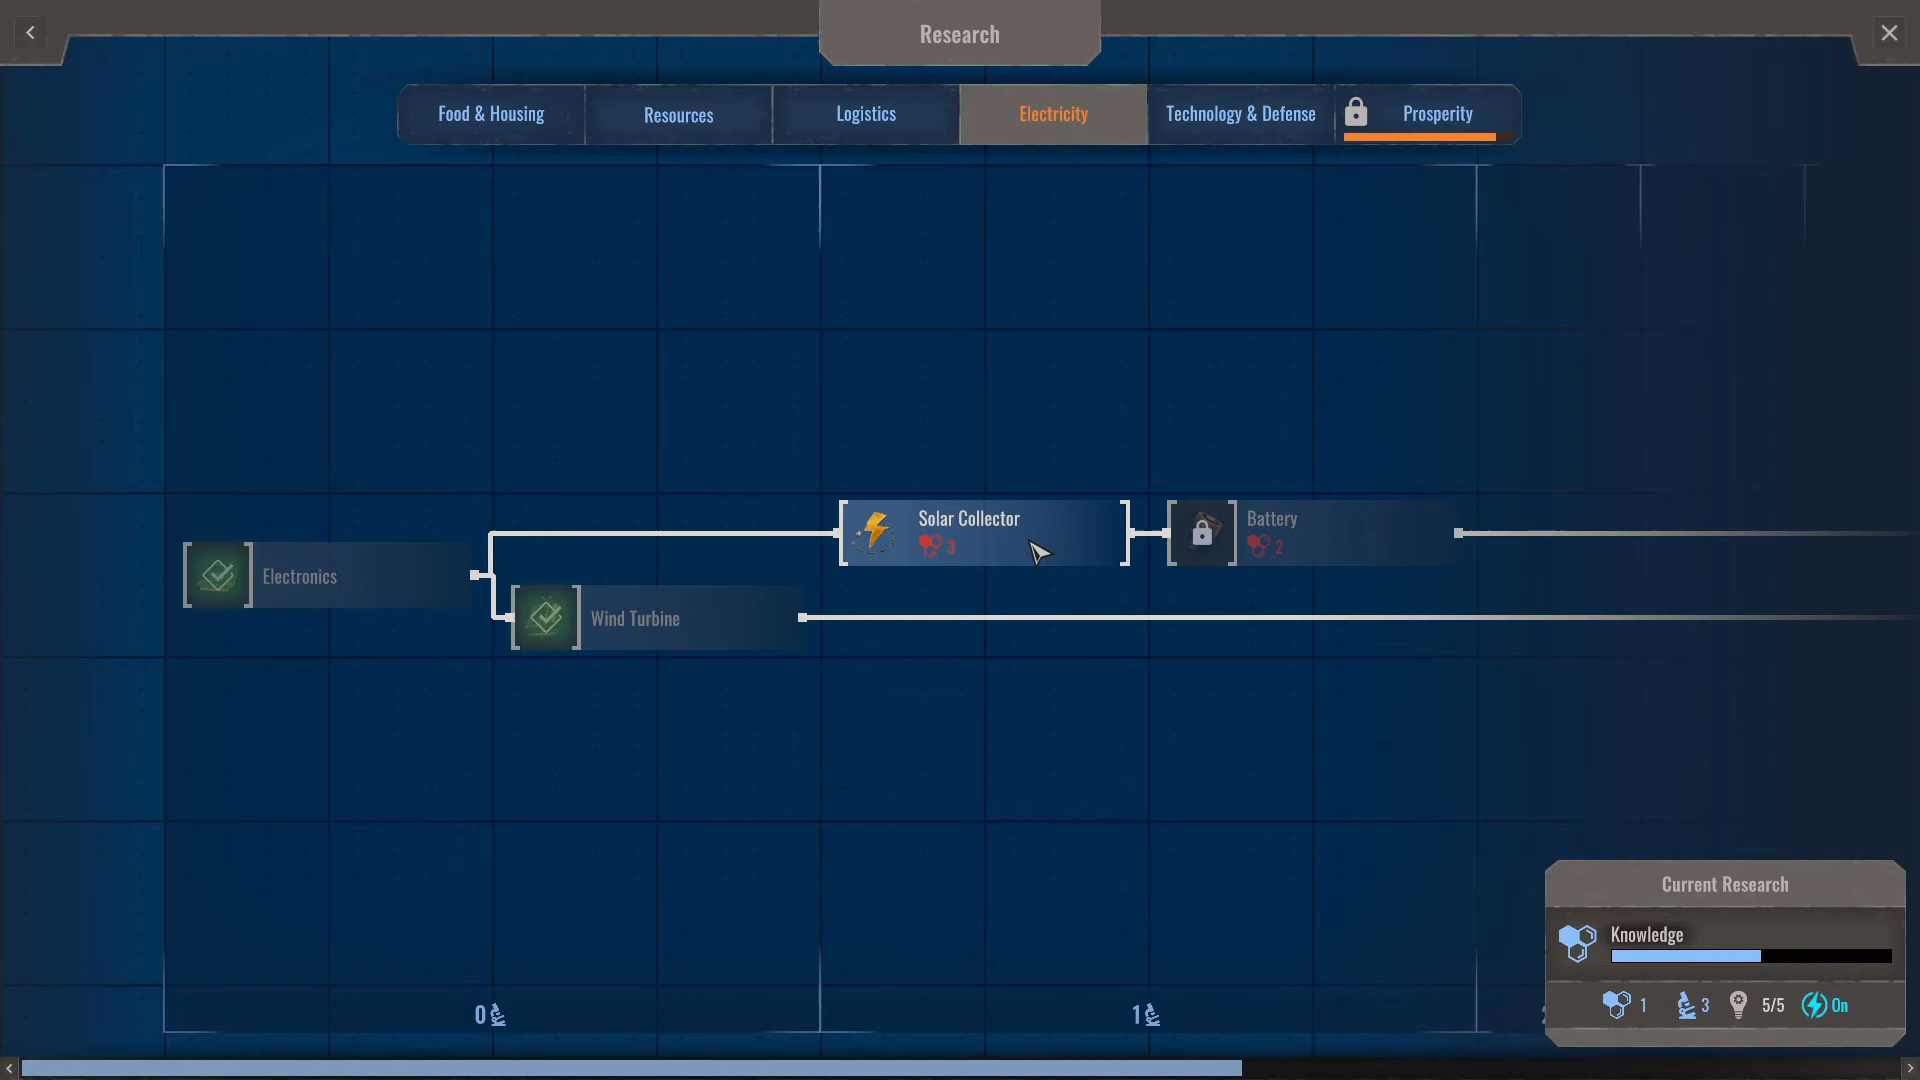 Research
Food & Housing
Resources
Logistics
Electricity
Technology & Defense
Prosperity
Solar Collector
3
Battery
2
Electronics
Wind Turbine
0
1
Current Research
Knowledge
1
3
5/5
On